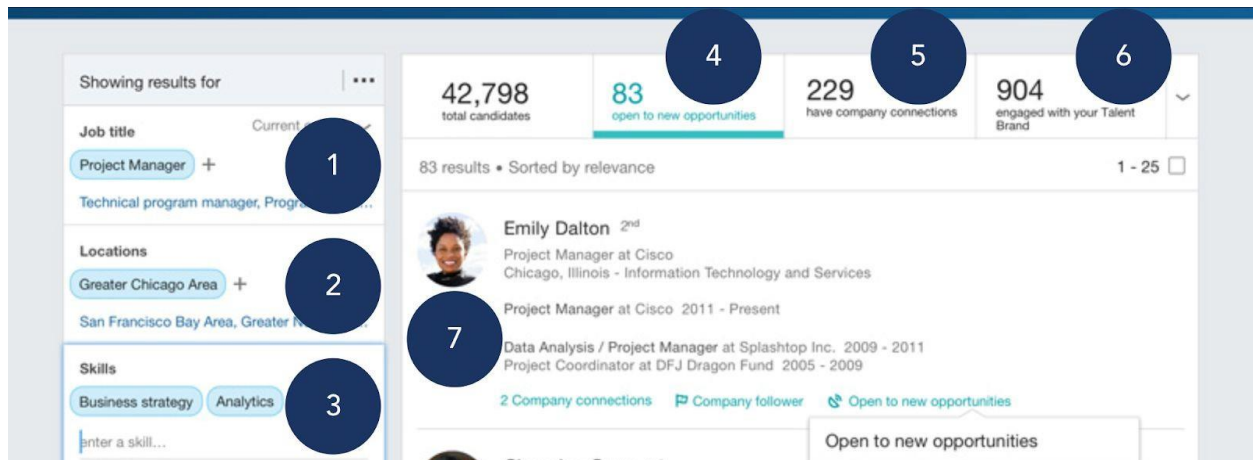 Showing results for
...
Job title
Current
1
Project Manager +
Technical program manager,
Locations
2
Greater Chicago Area +
San Francisco Bay Area, Greater
Skills
3
Business strategy Analytics
enter a skill...
4
5
6
42,798
total candidates
83
open to new opportunities
229
have company connections
904
engaged with your Talent
Brand
83 results • Sorted by relevance
1 - 25
Emily Dalton 2nd
Project Manager at Cisco
Chicago, Illinois - Information Technology and Services
Project Manager at Cisco 2011 - Present
7
Data Analysis / Project Manager at Splashtop Inc. 2009 - 2011
Project Coordinator at DFJ Dragon Fund 2005 - 2009
2 Company connections Company follower Open to new opportunities
Open to new opportunities